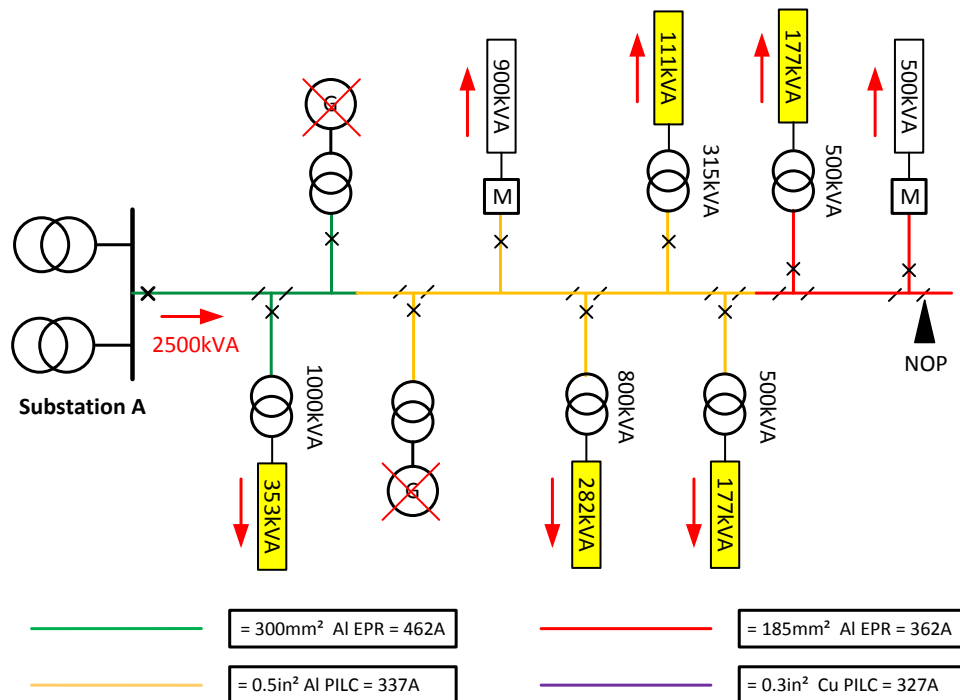 G
900kVA
M
111kVA
315kVA
177kVA
500kVA
500kVA
M
2500kVA
Substation A
NOP
1000kVA
353kVA
G
800kVA
282kVA
500kVA
177kVA
= 300mm² Al EPR = 462A
= 185mm² Al EPR = 362A
= 0.5in² Al PILC = 337A
= 0.3in² Cu PILC = 327A